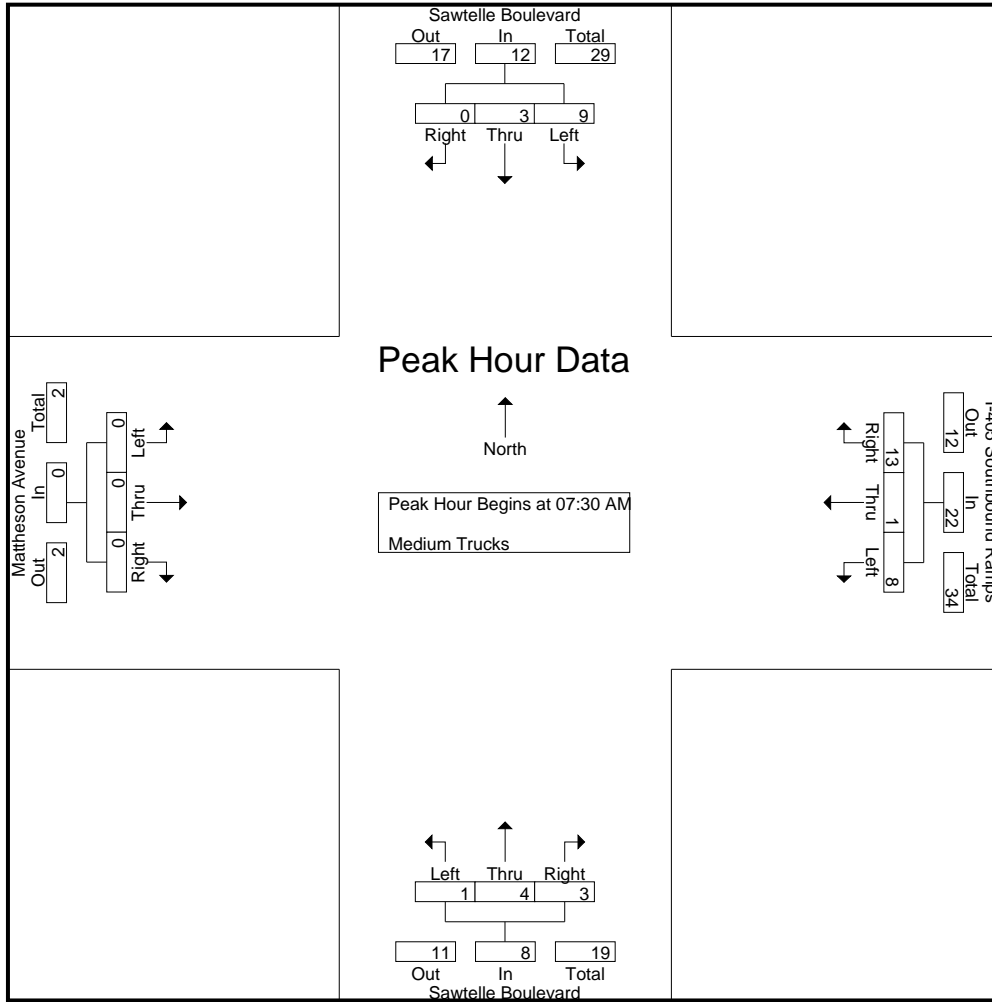 Sawtelle Boulevard
Out In Total
17 12 29
0 3 9
Right Thru Left
Peak Hour Data
North
Peak Hour Begins at 07:30 AM
Medium Trucks
Mattheson Avenue
Out In Total
2 0 2
Left Thru Right
0 0 0
I-405 Southbound Ramps
Out In Total
12 22 34
Right Thru Left
13 1 8
Left Thru Right
1 4 3
11 8 19
Out In Total
Sawtelle Boulevard